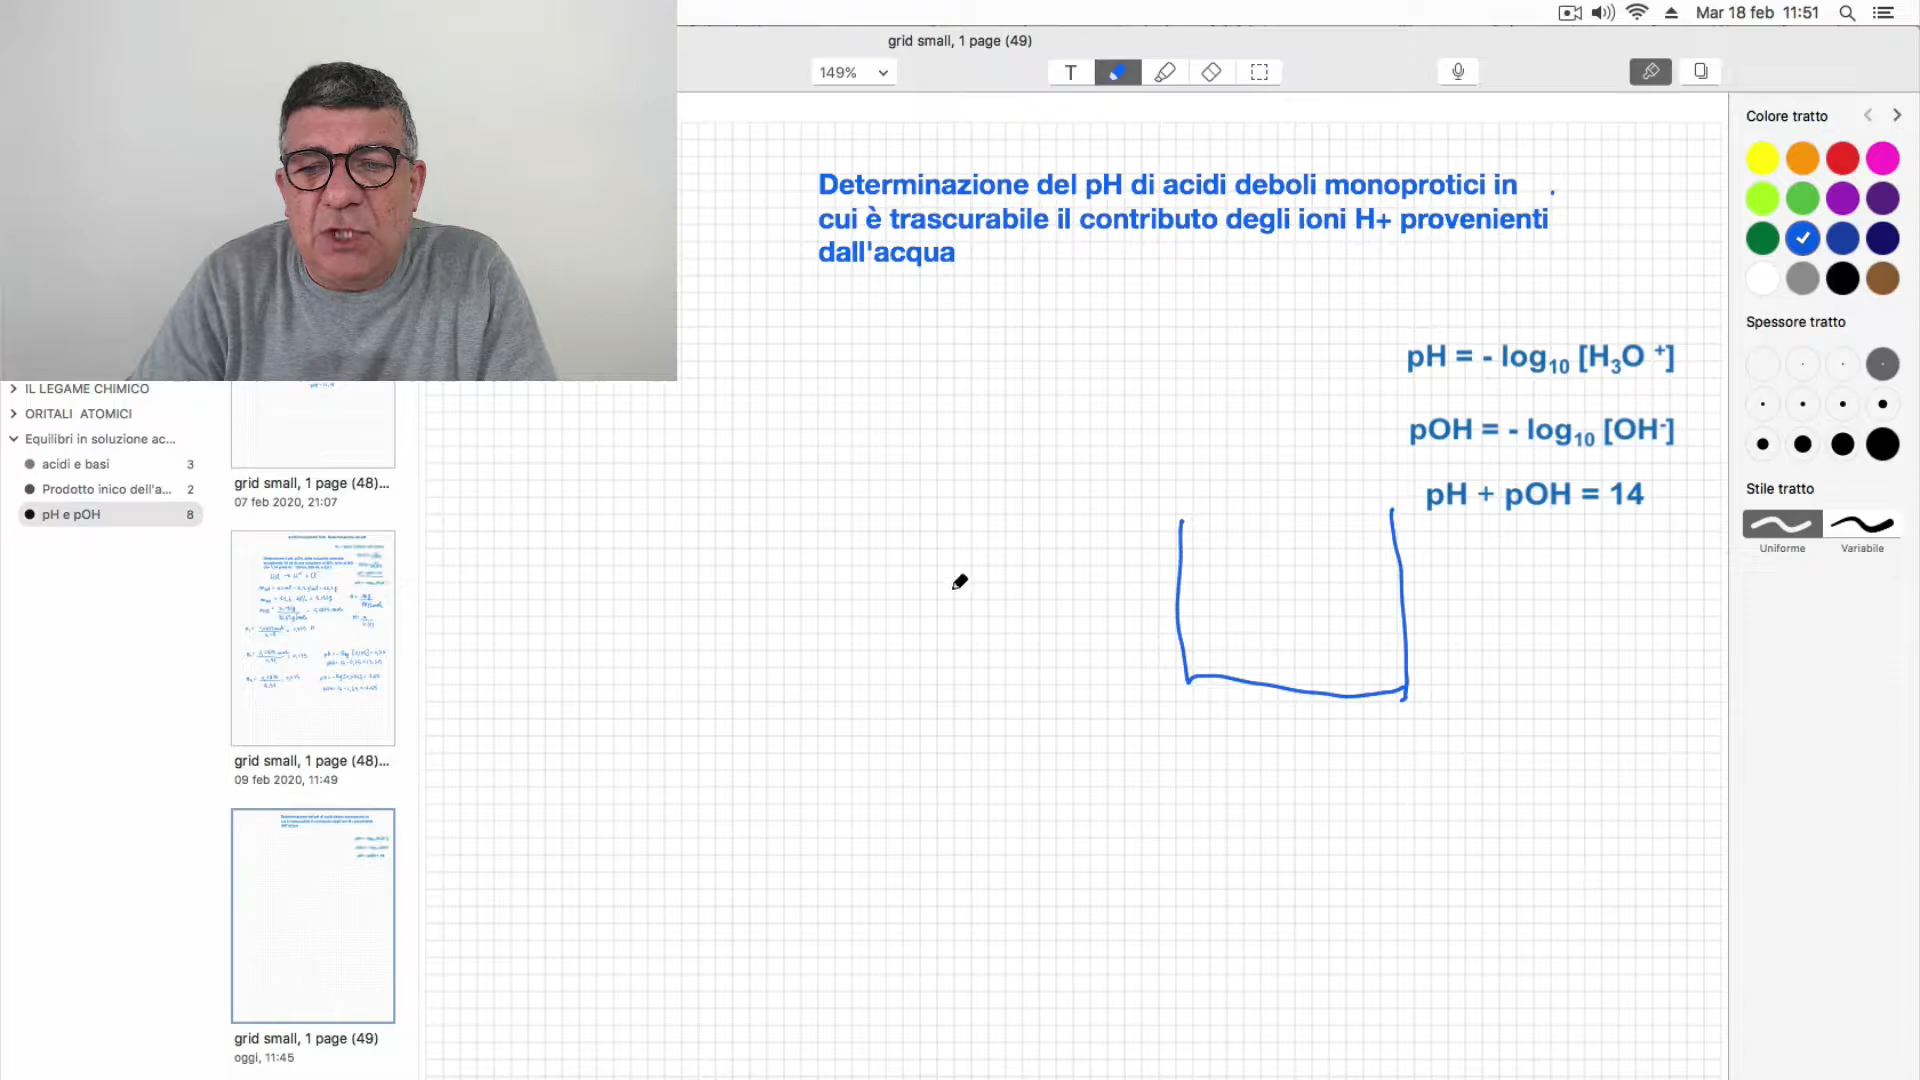 Mar 18 feb 11:51
grid small, 1 page (49)
149%
T
Determinazione del pH di acidi deboli monoprotici in .
cui è trascurabile il contributo degli ioni H+ provenienti
dall'acqua
pH = - log₁₀ [H₃O ⁺]
pOH = - log₁₀ [OH⁻]
pH + pOH = 14
Colore tratto
Spessore tratto
Stile tratto
Uniforme Variabile
IL LEGAME CHIMICO
ORITALI ATOMICI
Equilibri in soluzione ac...
acidi e basi 3
Prodotto inico dell'a... 2
pH e pOH 8
grid small, 1 page (48)...
07 feb 2020, 21:07
grid small, 1 page (48)...
09 feb 2020, 11:49
grid small, 1 page (49)
oggi, 11:45